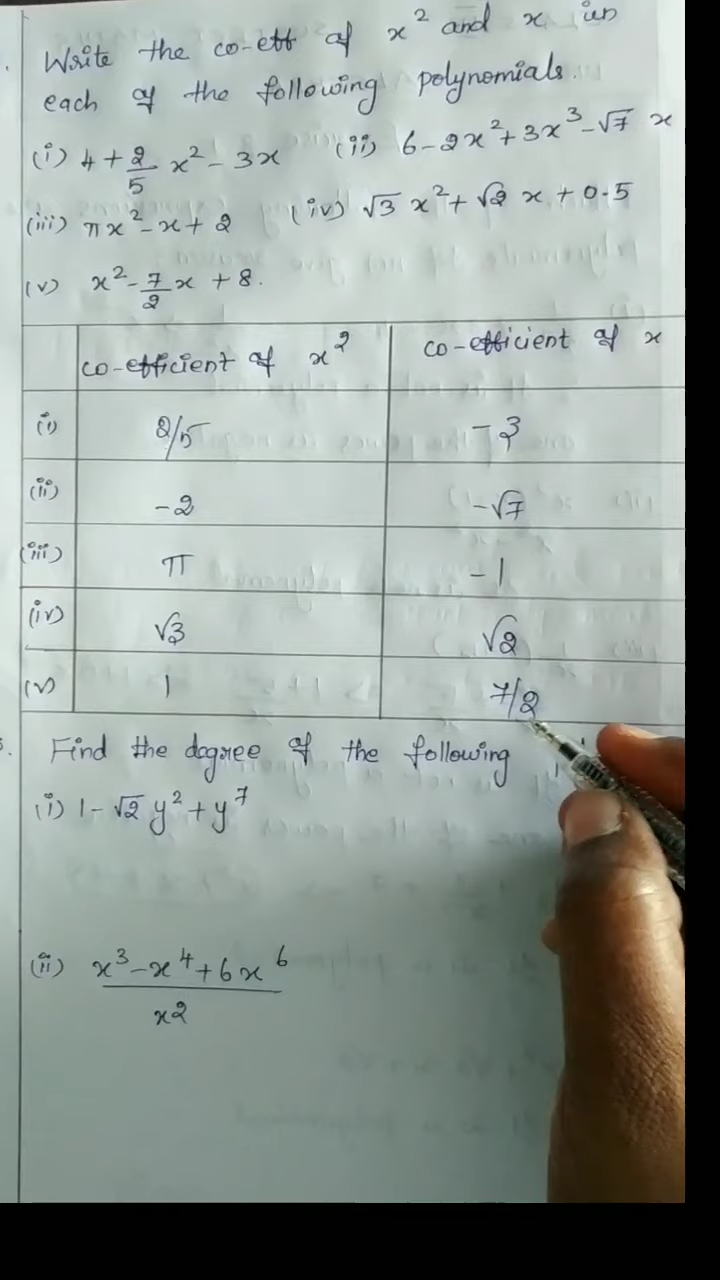 Write the co-eff of x² and x in
each of the following polynomials.
(i) 4 + 2/5 x² - 3x (ii) 6 - 2x² + 3x³ - √7 x
(iii) πx² - x + 2 (iv) √3 x² + √2 x + 0.5
(v) x² - 7/2 x + 8.
co-efficient of x² co-efficient of x
(i) 2/5 -3
(ii) -2 -√7
(iii) π -1
(iv) √3 √2
(v) 1 7/2
Find the degree of the following
(i) 1 - √2 y² + y⁷
(ii) x³ - x⁴ + 6x⁶
x2